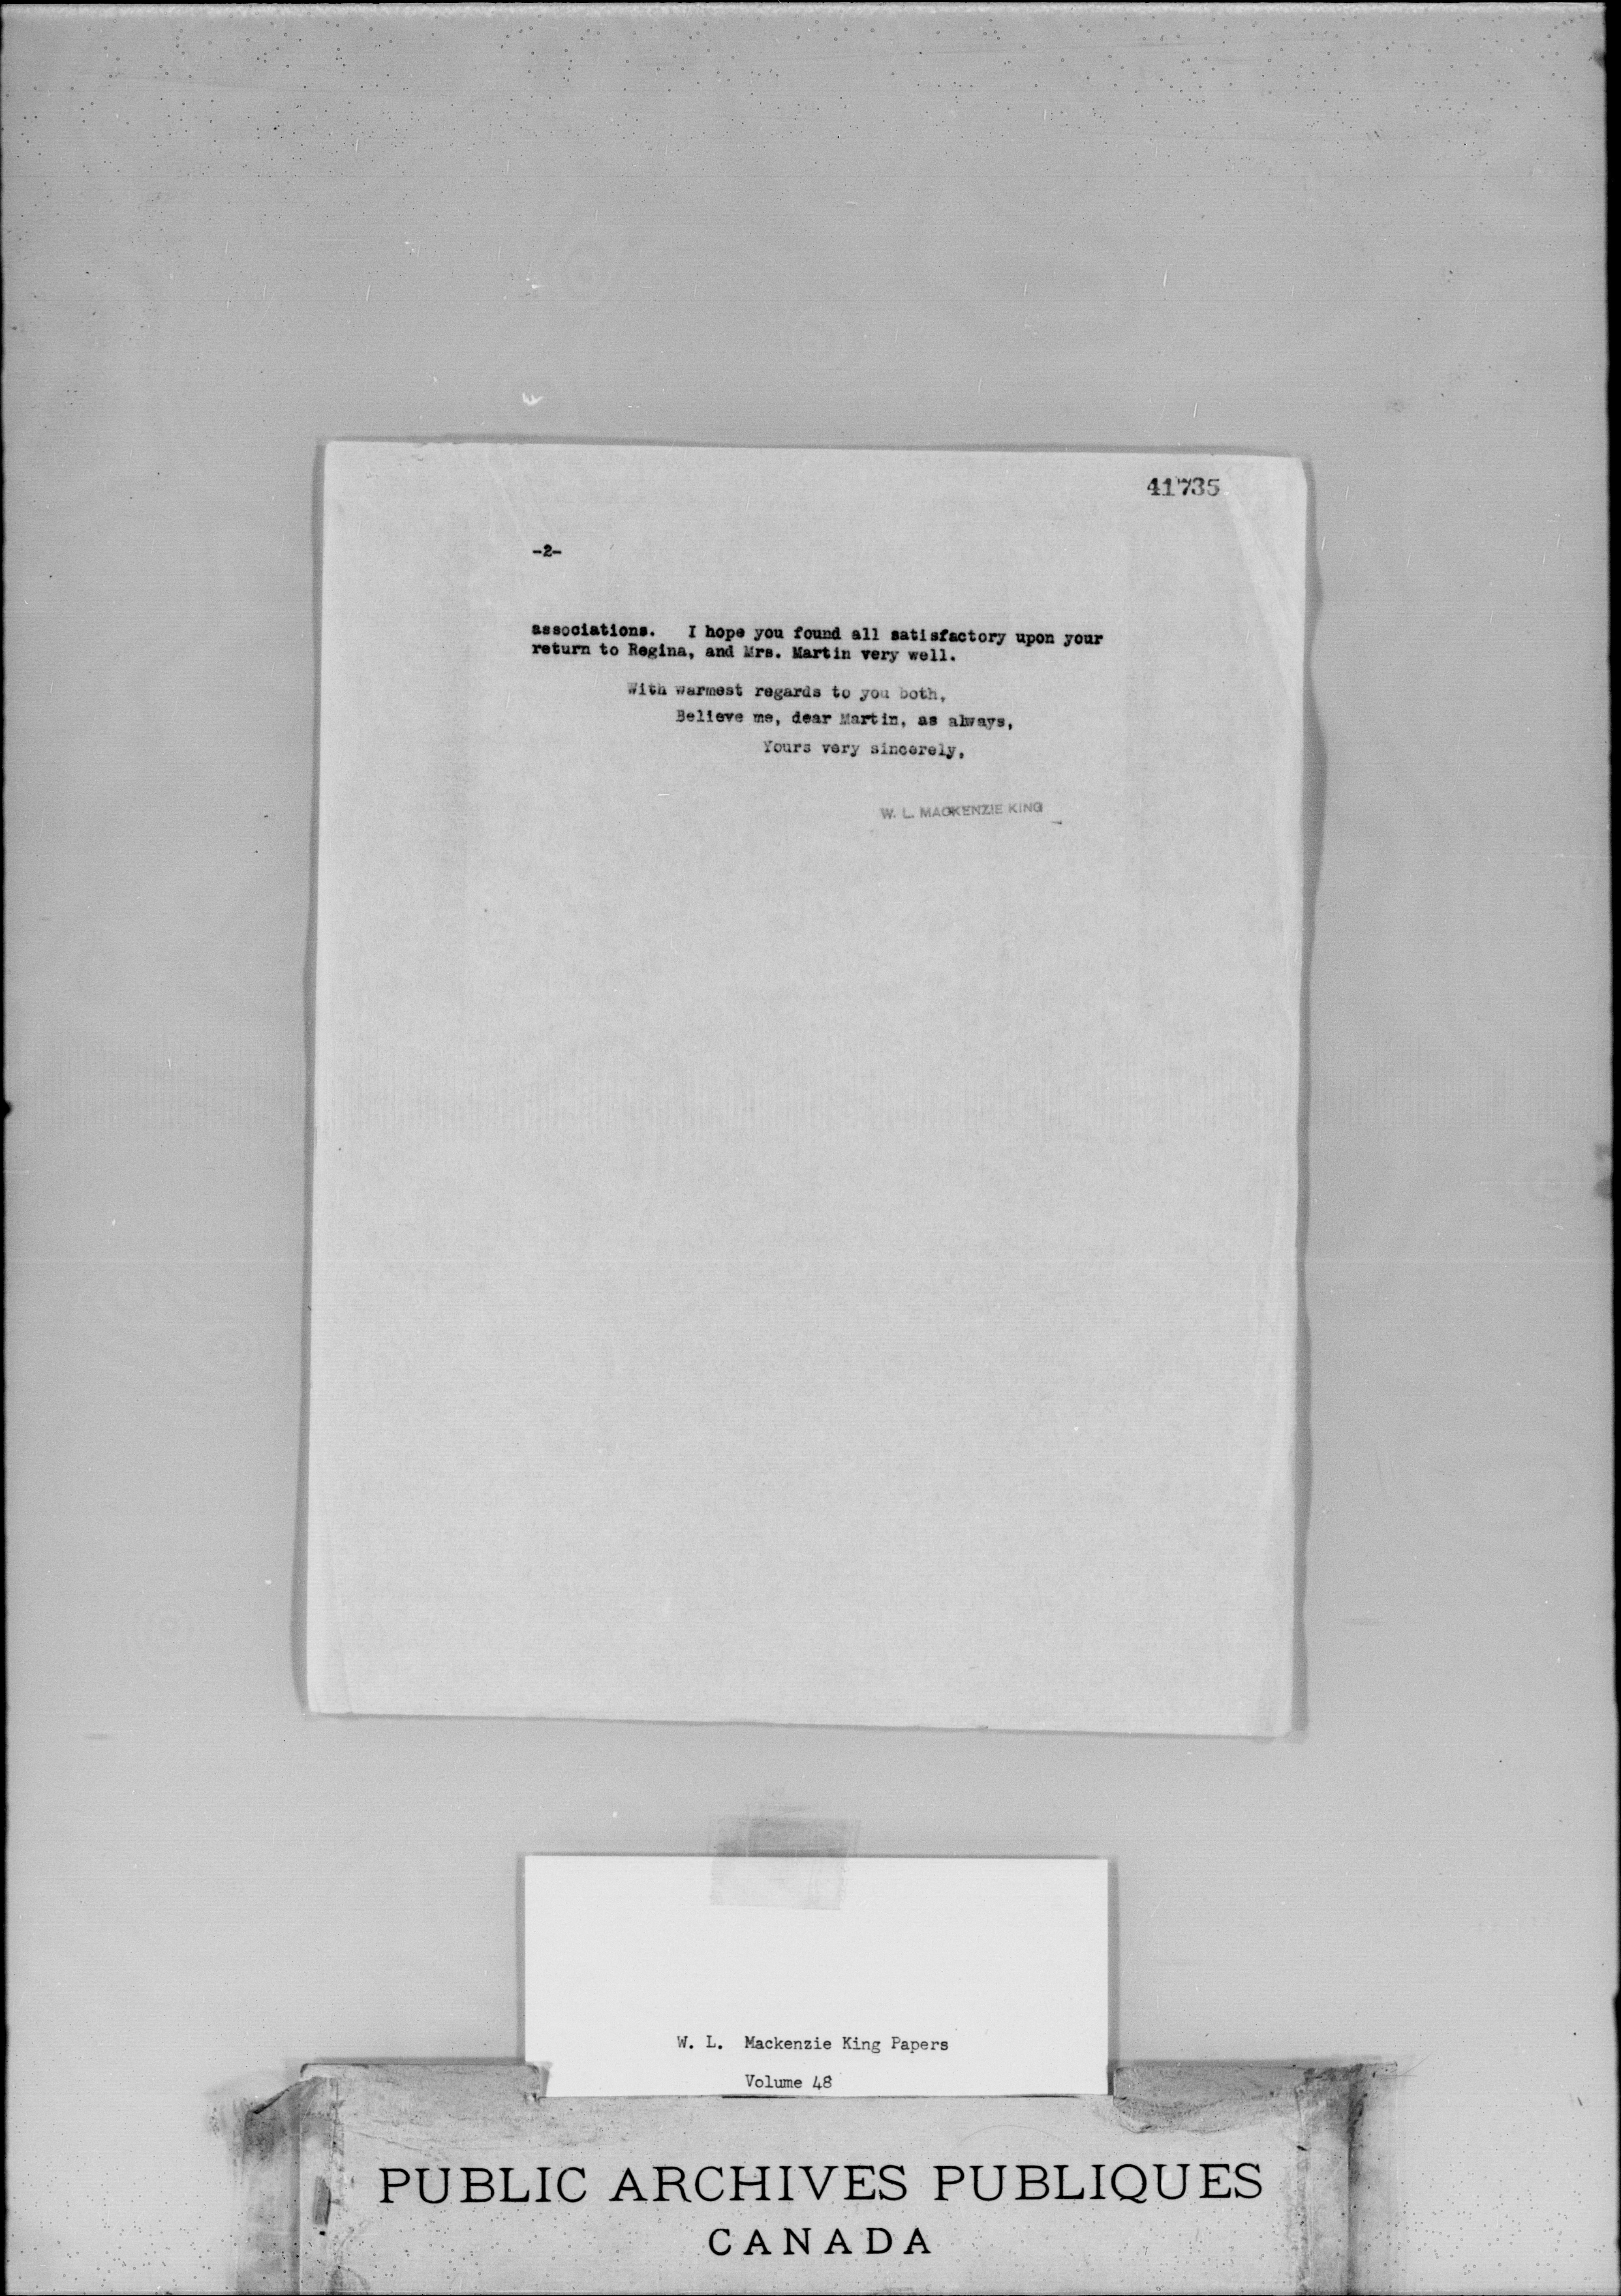 41735
-2-
associations. I hope you found all satisfactory upon your
return to Regina, and Mrs. Martin very well.
With warmest regards to you both,
Believe me, dear Martin, as always,
Yours very sincerely,
W. L. MACKENZIE KING
W. L. Mackenzie King Papers
Volume 48
PUBLIC ARCHIVES PUBLIQUES
CANADA